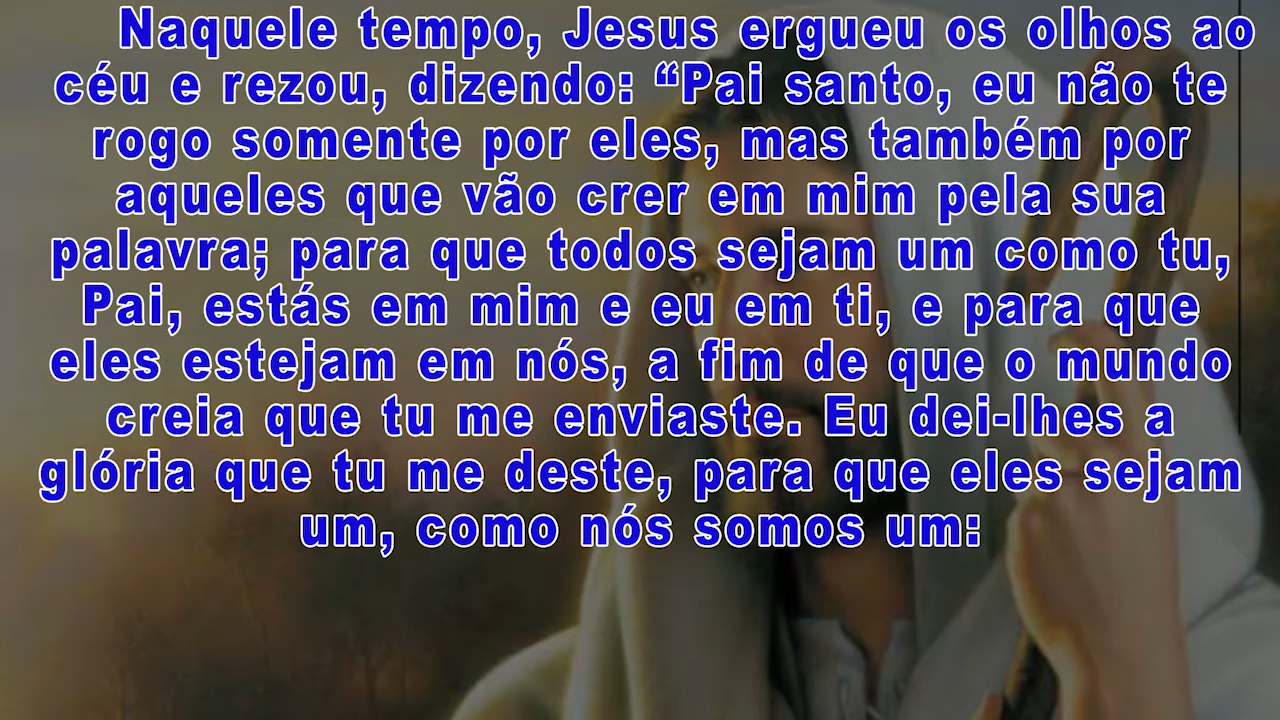 Naquele tempo, Jesus ergueu os olhos ao
céu e rezou, dizendo: “Pai santo, eu não te
rogo somente por eles, mas também por
aqueles que vão crer em mim pela sua
palavra; para que todos sejam um como tu,
Pai, estás em mim e eu em ti, e para que
eles estejam em nós, a fim de que o mundo
creia que tu me enviaste. Eu dei-lhes a
glória que tu me deste, para que eles sejam
um, como nós somos um: